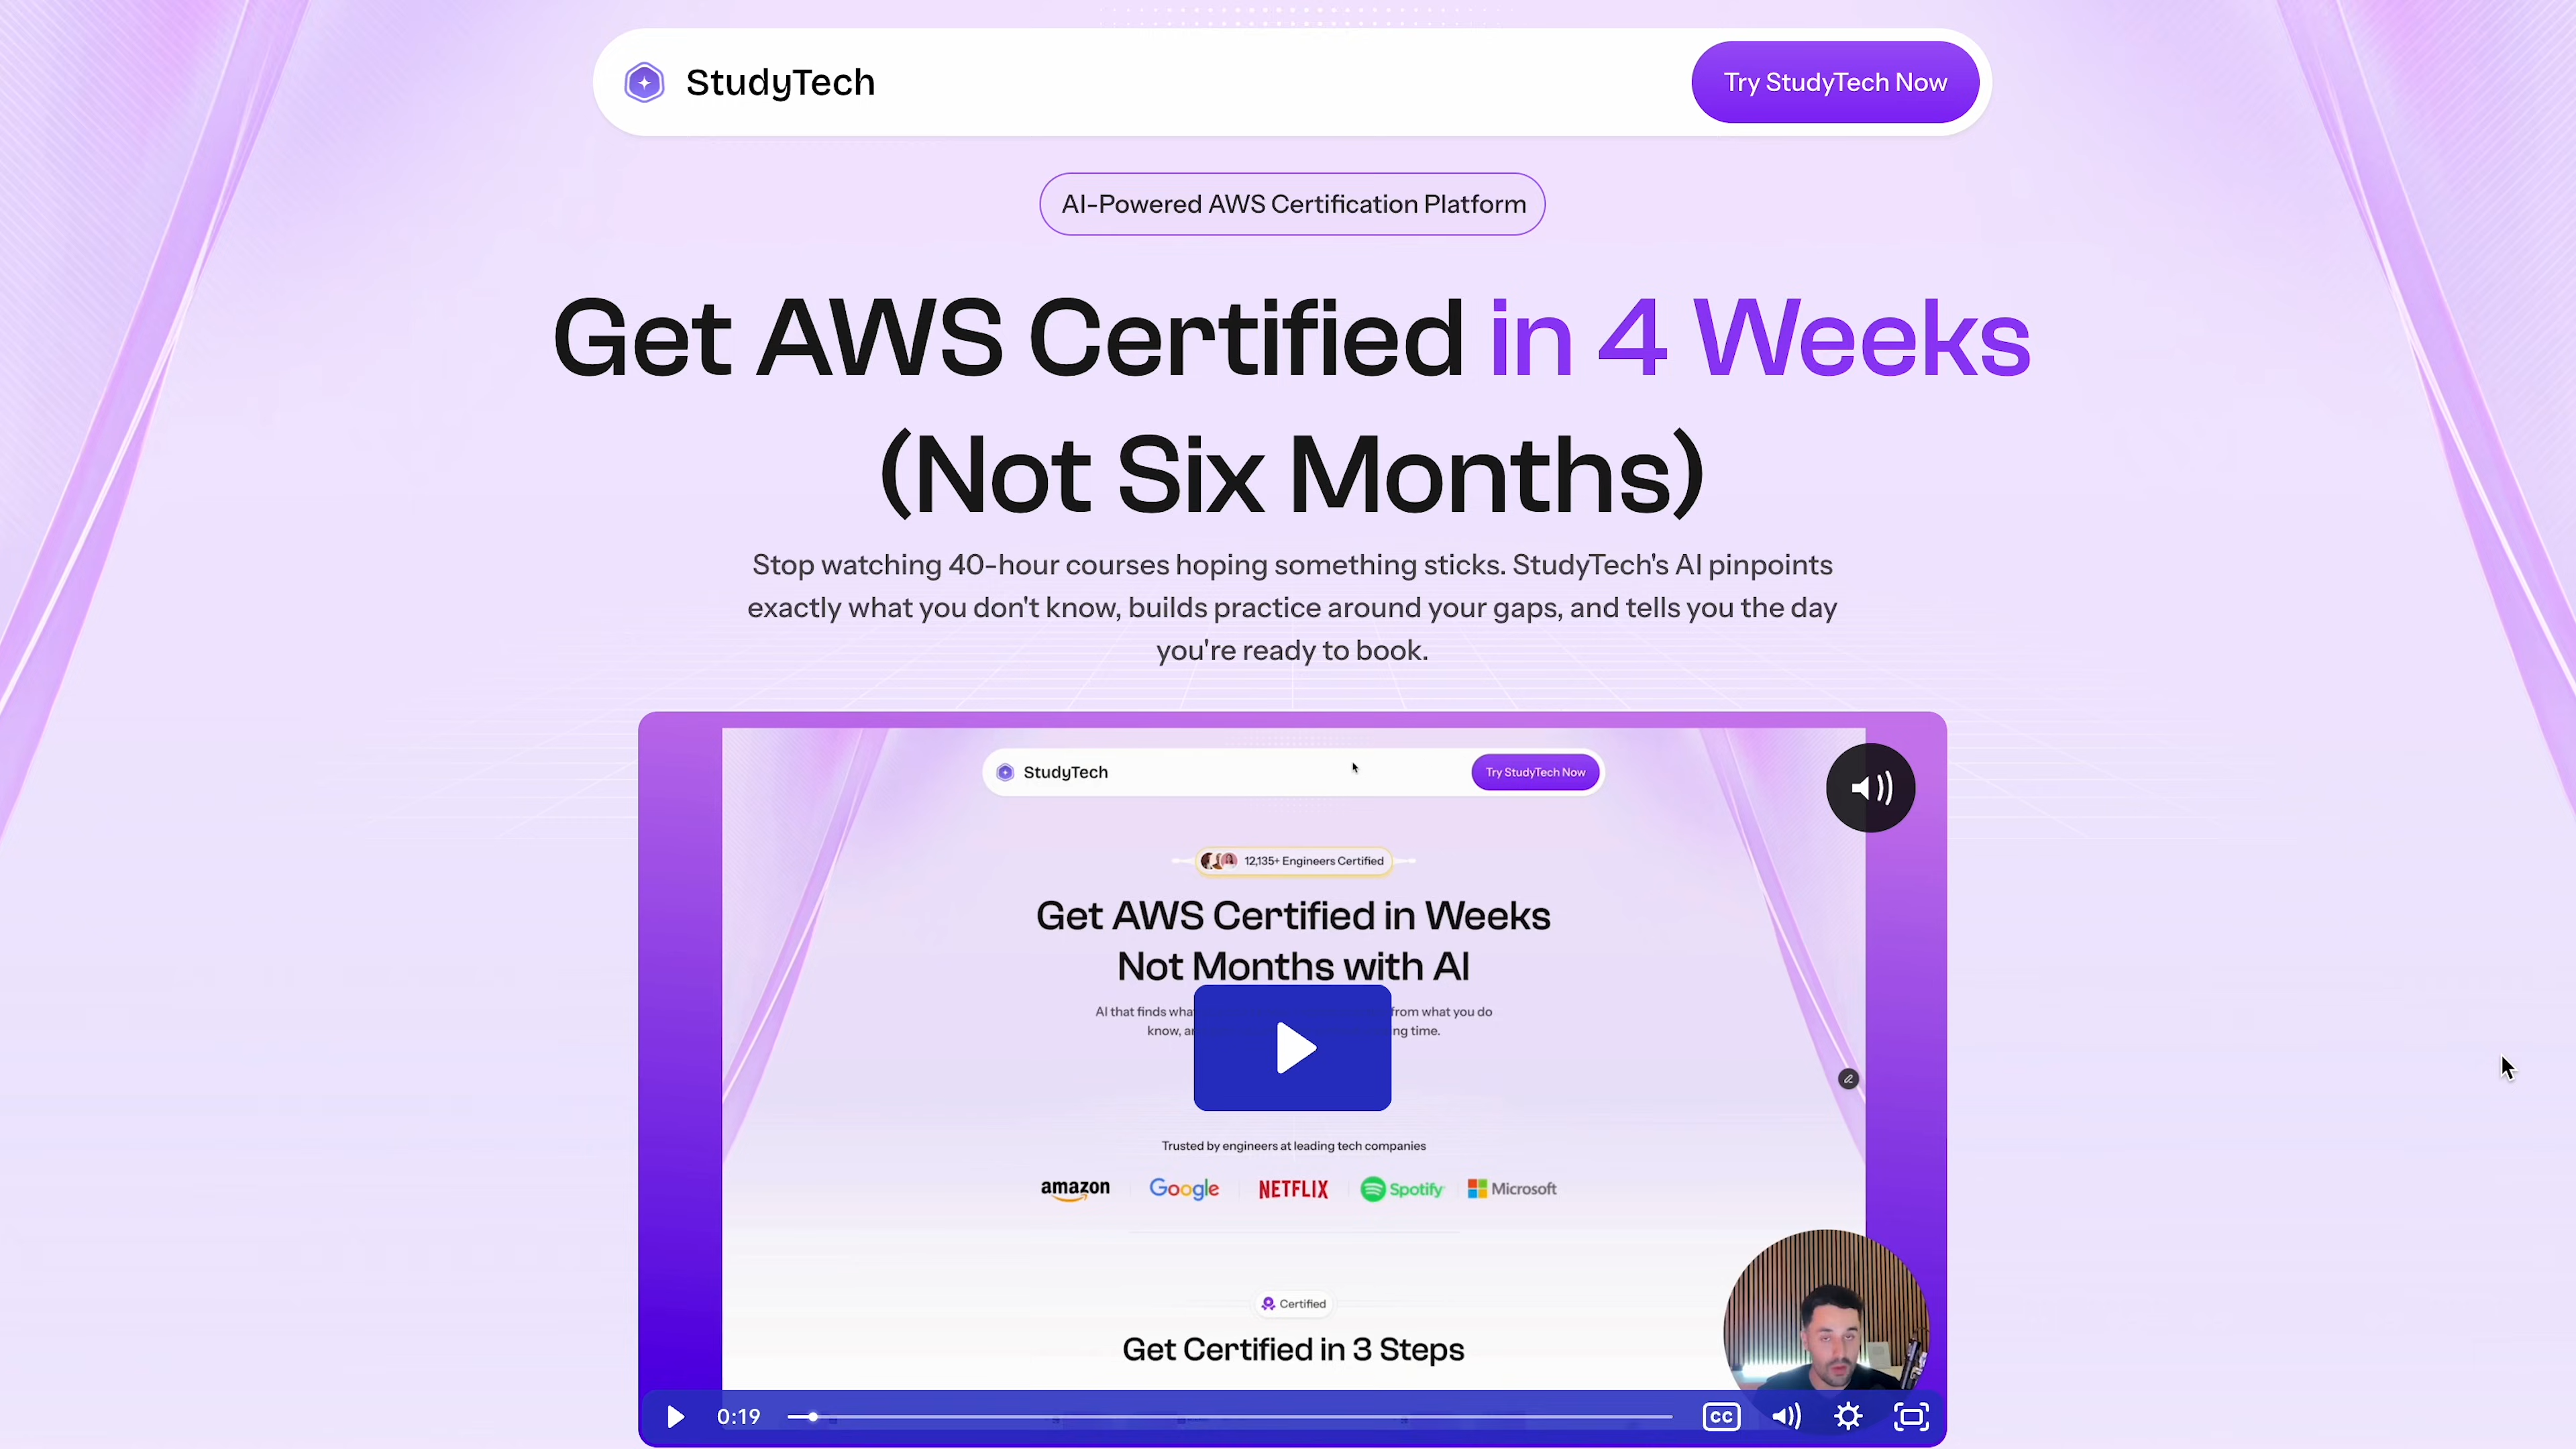 StudyTech
Try StudyTech Now
AI-Powered AWS Certification Platform
Get AWS Certified in 4 Weeks
(Not Six Months)
Stop watching 40-hour courses hoping something sticks. StudyTech's AI pinpoints
exactly what you don't know, builds practice around your gaps, and tells you the day
you're ready to book.
StudyTech
Try StudyTech Now
12,135+ Engineers Certified
Get AWS Certified in Weeks
Not Months with AI
AI that finds from what you do
know, time.
Trusted by engineers at leading tech companies
amazon
Google
NETFLIX
Spotify
Microsoft
Certified
Get Certified in 3 Steps
0:19
CC